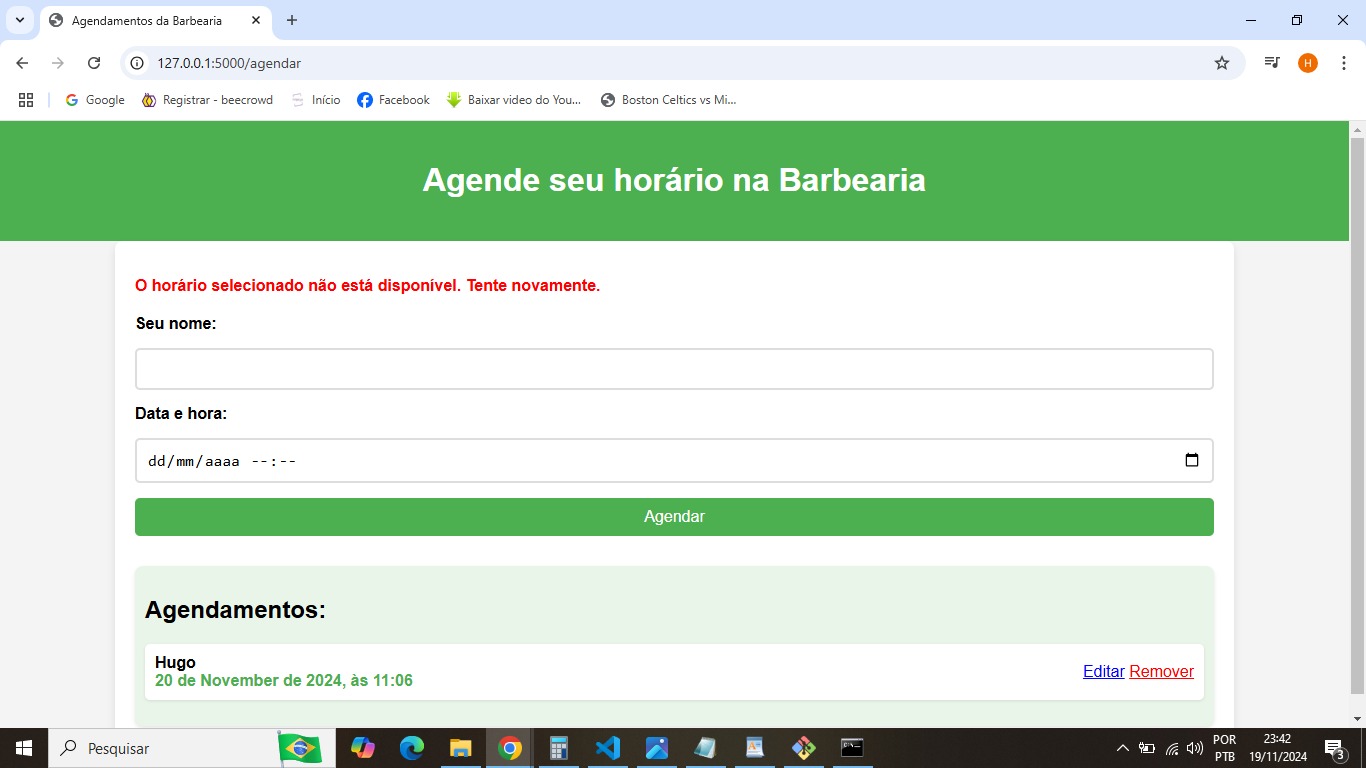 Agendamentos da Barbearia
127.0.0.1:5000/agendar
H
Google
Registrar - beecrowd
Início
Facebook
Baixar video do You...
Boston Celtics vs Mi...
Agende seu horário na Barbearia
O horário selecionado não está disponível. Tente novamente.
Seu nome:
Data e hora:
dd/mm/aaaa --:--
Agendar
Agendamentos:
Hugo
20 de November de 2024, às 11:06
Editar Remover
Pesquisar
POR
PTB
23:42
19/11/2024
3